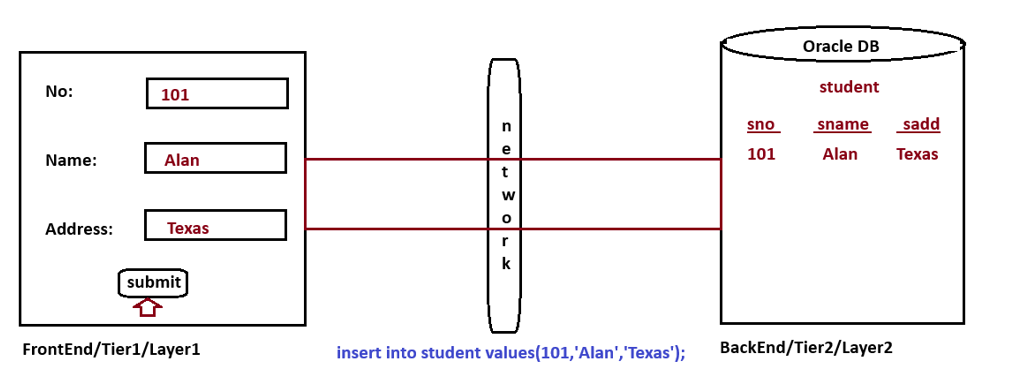 No:
101
Name:
Alan
Address:
Texas
submit
FrontEnd/Tier1/Layer1
n
e
t
w
o
r
k
insert into student values(101,'Alan','Texas');
Oracle DB
student
sno sname sadd
101 Alan Texas
BackEnd/Tier2/Layer2